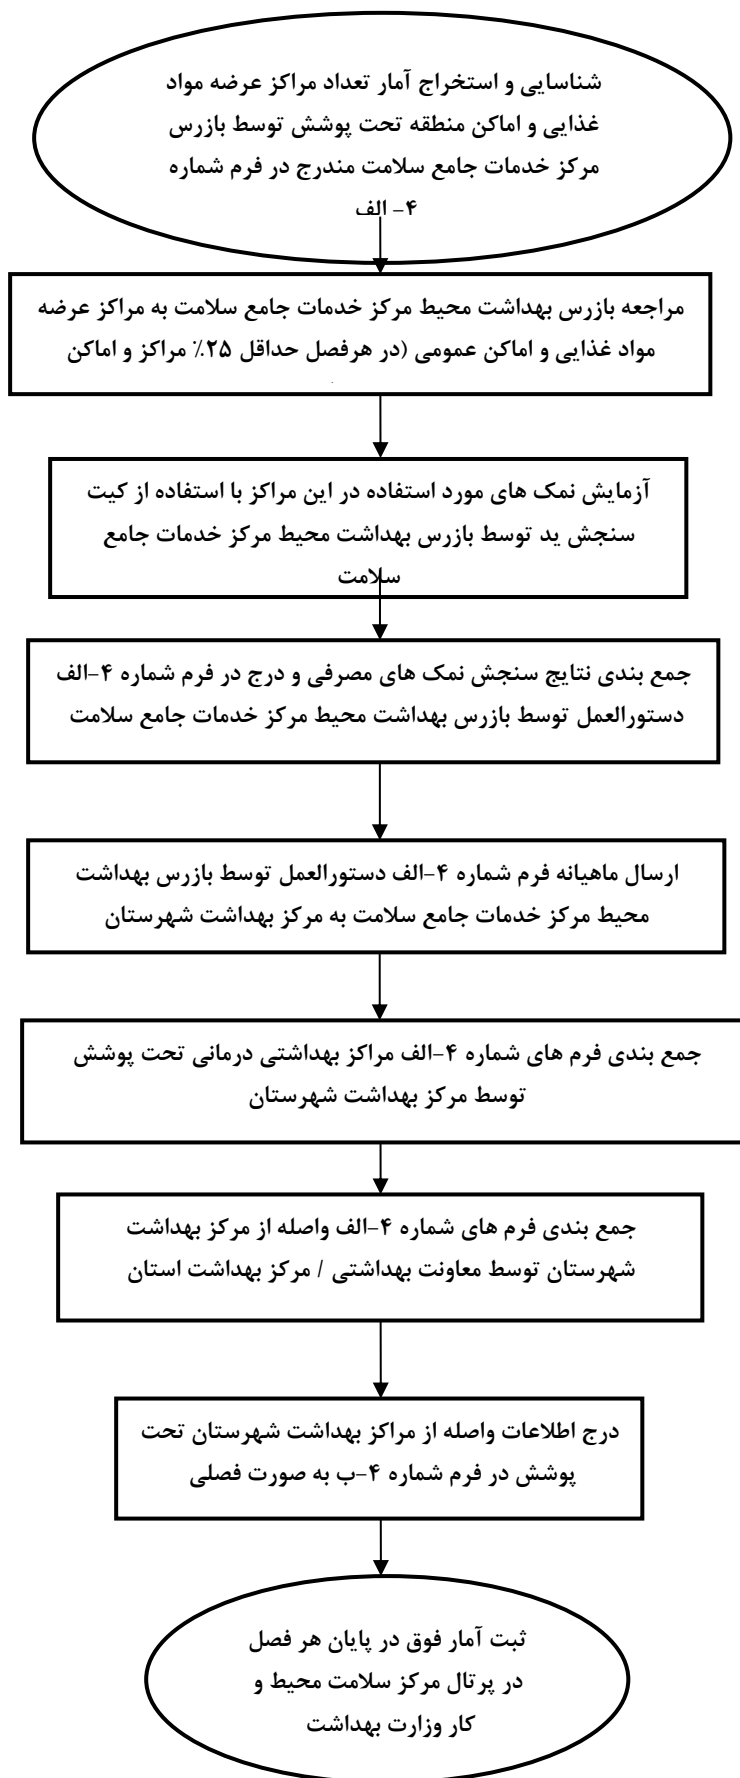 شناسایی و استخراج آمار تعداد مراکز عرضه مواد
غذایی و اماکن منطقه تحت پوشش توسط بازرس
مرکز خدمات جامع سلامت مندرج در فرم شماره
۴- الف
مراجعه بازرس بهداشت محیط مرکز خدمات جامع سلامت به مراکز عرضه
مواد غذایی و اماکن عمومی (در هرفصل حداقل ۲۵٪ مراکز و اماکن
آزمایش نمک های مورد استفاده در این مراکز با استفاده از کیت
سنجش ید توسط بازرس بهداشت محیط مرکز خدمات جامع
سلامت
جمع بندی نتایج سنجش نمک های مصرفی و درج در فرم شماره ۴-الف
دستورالعمل توسط بازرس بهداشت محیط مرکز خدمات جامع سلامت
ارسال ماهیانه فرم شماره ۴-الف دستورالعمل توسط بازرس بهداشت
محیط مرکز خدمات جامع سلامت به مرکز بهداشت شهرستان
جمع بندی فرم های شماره ۴-الف مراکز بهداشتی درمانی تحت پوشش
توسط مرکز بهداشت شهرستان
جمع بندی فرم های شماره ۴-الف واصله از مرکز بهداشت
شهرستان توسط معاونت بهداشتی / مرکز بهداشت استان
درج اطلاعات واصله از مراکز بهداشت شهرستان تحت
پوشش در فرم شماره ۴-ب به صورت فصلی
ثبت آمار فوق در پایان هر فصل
در پرتال مرکز سلامت محیط و
کار وزارت بهداشت